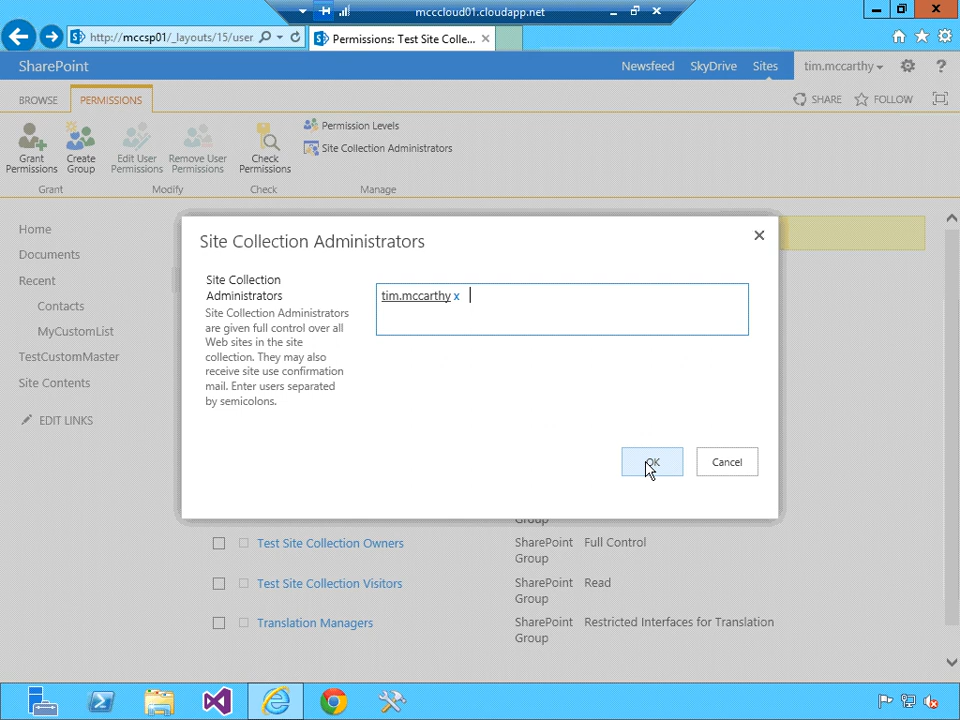 mcccloud01.cloudapp.net
http://mccsp01/_layouts/15/user
Permissions: Test Site Colle...
SharePoint
Newsfeed SkyDrive Sites tim.mccarthy ?
BROWSE PERMISSIONS SHARE FOLLOW
Grant Permissions
Create Group
Edit User Permissions
Remove User Permissions
Check Permissions
Permission Levels
Site Collection Administrators
Grant Modify Check Manage
Home
Documents
Recent
Contacts
MyCustomList
TestCustomMaster
Site Contents
EDIT LINKS
Site Collection Administrators
Site Collection
Administrators
Site Collection Administrators
are given full control over all
Web sites in the site
collection. They may also
receive site use confirmation
mail. Enter users separated
by semicolons.
tim.mccarthy x
OK Cancel
Group
Test Site Collection Owners SharePoint Group Full Control
Test Site Collection Visitors SharePoint Group Read
Translation Managers SharePoint Group Restricted Interfaces for Translation